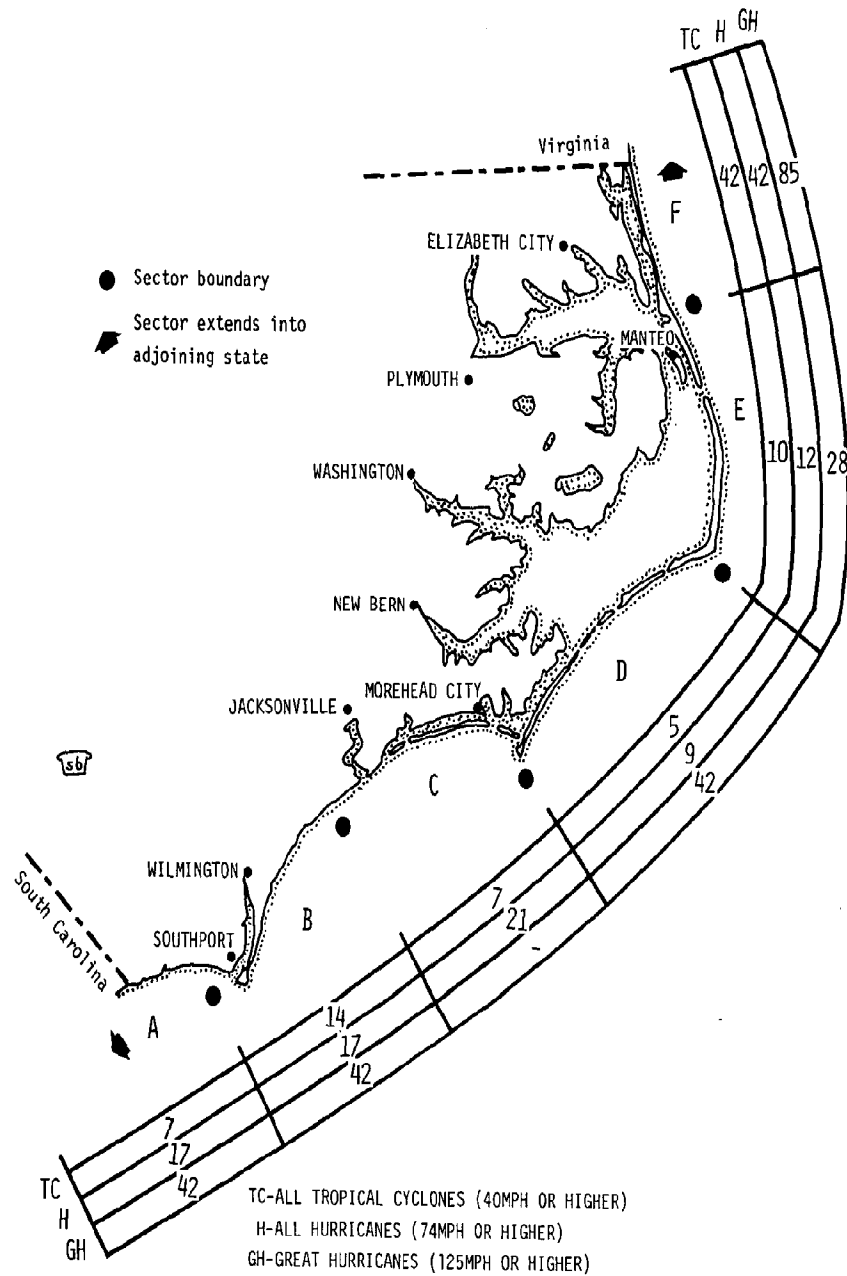 TC H GH
Virginia
42 42 85
F
ELIZABETH CITY
Sector boundary
Sector extends into
adjoining state
MANTEO
PLYMOUTH
E
10 12 28
WASHINGTON
NEW BERN
D
MOREHEAD CITY
JACKSONVILLE
5
9
42
sb
C
WILMINGTON
South Carolina
B
7
21
-
SOUTHPORT
A
14
17
42
7
17
42
TC
H
GH
TC-ALL TROPICAL CYCLONES (40MPH OR HIGHER)
H-ALL HURRICANES (74MPH OR HIGHER)
GH-GREAT HURRICANES (125MPH OR HIGHER)